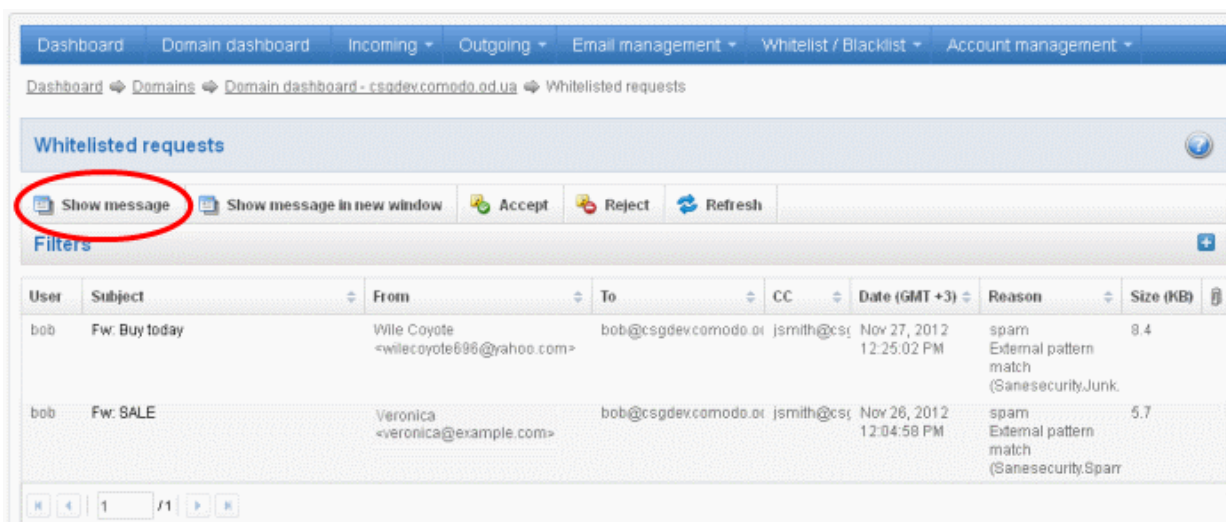 Dashboard Domain dashboard Incoming Outgoing Email management Whitelist / Blacklist Account management
Dashboard Domains Domain dashboard - csgdev.comodo.od.ua Whitelisted requests
Whitelisted requests
Show message Show message in new window Accept Reject Refresh
Filters
User Subject From To CC Date (GMT +3) Reason Size (KB)
bob Fw: Buy today Wile Coyote bob@csgdev.comodo.or jsmith@csg Nov 27, 2012 spam 8.4
<wilecoyote696@yahoo.com> 12:25:02 PM External pattern
match
(Sanesecurity.Junk.
bob Fw: SALE Veronica bob@csgdev.comodo.or jsmith@csg Nov 26, 2012 spam 5.7
<veronica@example.com> 12:04:58 PM External pattern
match
(Sanesecurity.Spam
1 /1